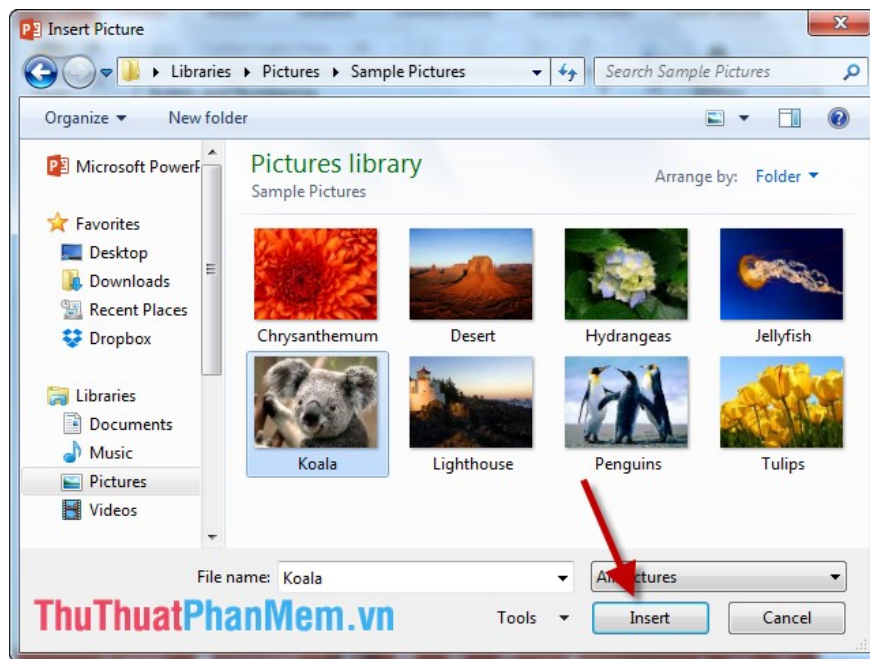 Insert Picture
Libraries Pictures Sample Pictures
Search Sample Pictures
Organize New folder
Microsoft PowerP
Favorites
Desktop
Downloads
Recent Places
Dropbox
Libraries
Documents
Music
Pictures
Videos
Pictures library
Sample Pictures
Arrange by: Folder
Chrysanthemum Desert Hydrangeas Jellyfish
Koala Lighthouse Penguins Tulips
File name: Koala
ThuThuatPhanMem.vn
Tools Insert Cancel